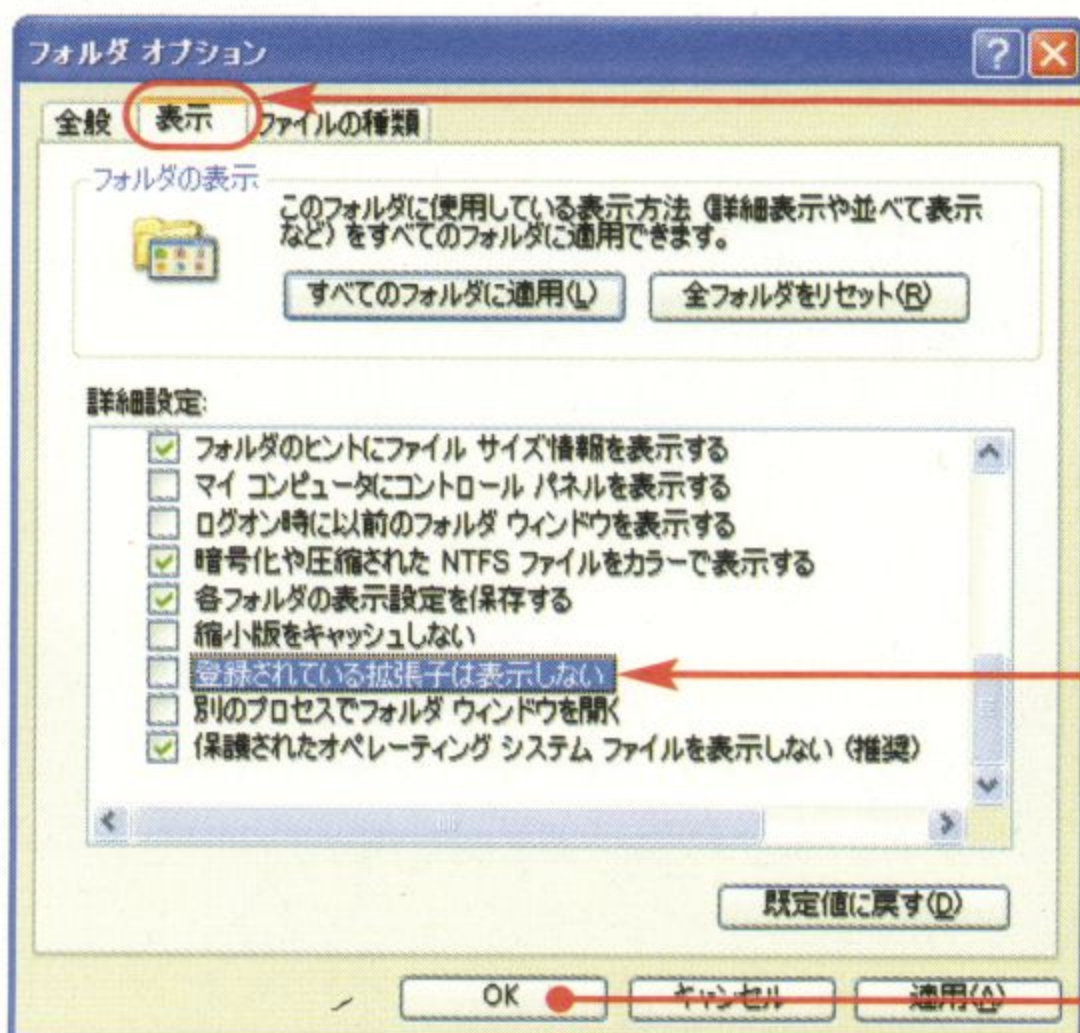 フォルダ オプション
全般 表示 ファイルの種類
フォルダの表示
このフォルダに使用している表示方法 (詳細表示や並べて表示
など) をすべてのフォルダに適用できます。
すべてのフォルダに適用(L) 全フォルダをリセット(R)
詳細設定:
フォルダのヒントにファイル サイズ情報を表示する
マイ コンピュータにコントロール パネルを表示する
ログオン時に以前のフォルダ ウィンドウを表示する
暗号化や圧縮された NTFS ファイルをカラーで表示する
各フォルダの表示設定を保存する
縮小版をキャッシュしない
登録されている拡張子は表示しない
別のプロセスでフォルダ ウィンドウを開く
保護されたオペレーティング システム ファイルを表示しない (推奨)
既定値に戻す(D)
OK キャンセル 適用(A)